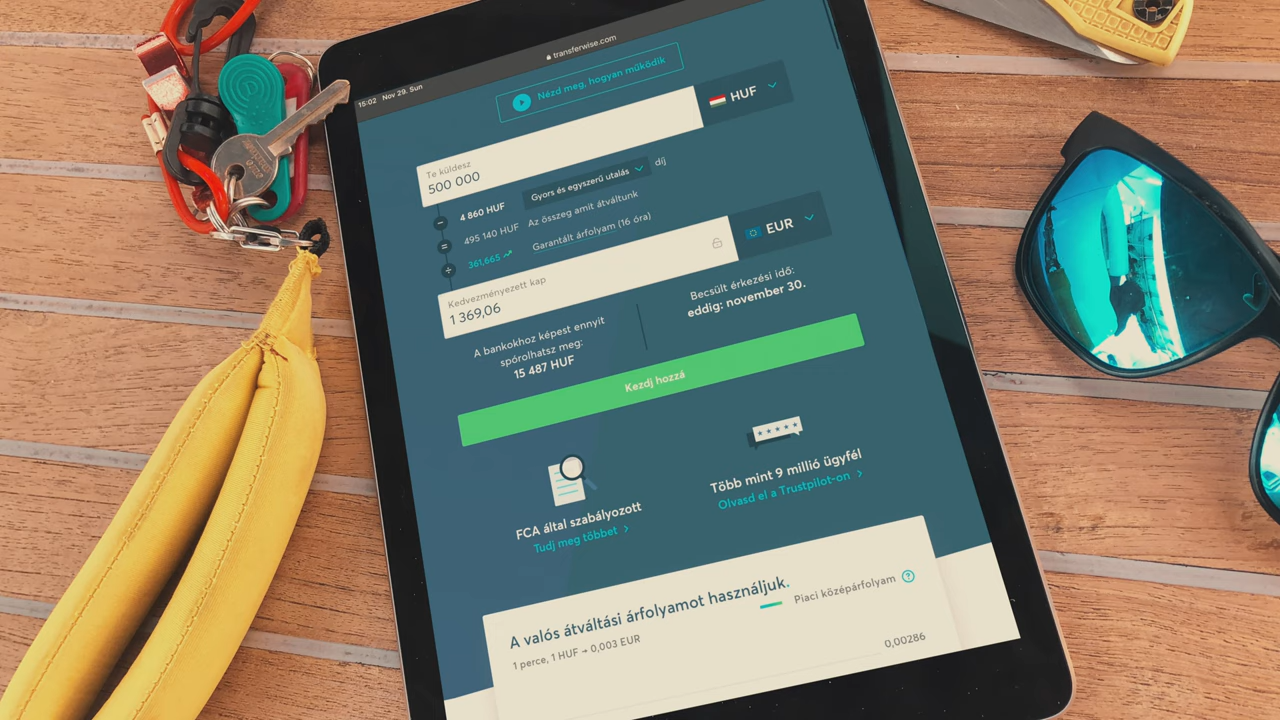 transferwise.com
15:02 Nov 29. Sun
Nézd meg, hogyan működik
Te küldesz
500 000
HUF
4 860 HUF Gyors és egyszerű utalás díj
495 140 HUF Az összeg amit átváltunk
361,665 Garantált árfolyam (16 óra)
Kedvezményezett kap
1 369,06
EUR
A bankokhoz képest ennyit
spórolhatsz meg:
15 487 HUF
Becsült érkezési idő:
eddig: november 30.
Kezdj hozzá
FCA által szabályozott
Tudj meg többet
Több mint 9 millió ügyfél
Olvasd el a Trustpilot-on
A valós átváltási árfolyamot használjuk.
1 perce, 1 HUF → 0,003 EUR
Piaci középárfolyam
0,00286